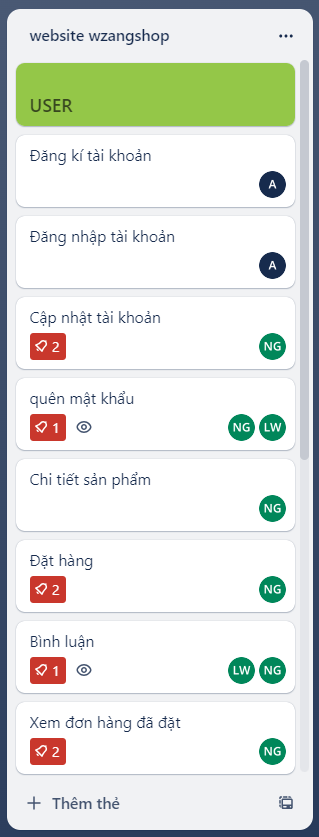 website wzangshop
USER
Đăng kí tài khoản
A
Đăng nhập tài khoản
A
Cập nhật tài khoản
2
NG
quên mật khẩu
1
NG LW
Chi tiết sản phẩm
NG
Đặt hàng
2
NG
Bình luận
1
LW NG
Xem đơn hàng đã đặt
2
NG
Thêm thẻ